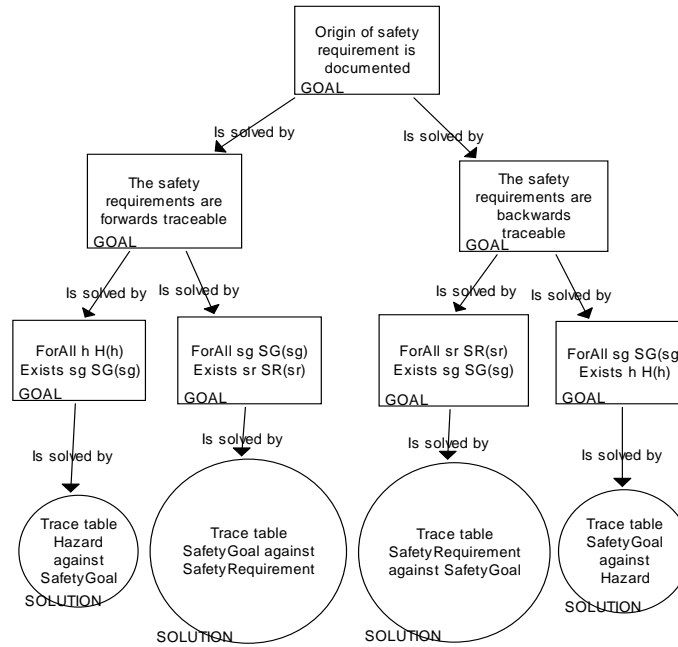 Origin of safety
requirement is
documented
GOAL
Is solved by
Is solved by
The safety
requirements are
forwards traceable
GOAL
The safety
requirements are
backwards
traceable
GOAL
Is solved by
Is solved by
Is solved by
Is solved by
ForAll h H(h)
Exists sg SG(sg)
GOAL
ForAll sg SG(sg)
Exists sr SR(sr)
GOAL
ForAll sr SR(sr)
Exists sg SG(sg)
GOAL
ForAll sg SG(sg)
Exists h H(h)
GOAL
Is solved by
Is solved by
Is solved by
Is solved by
Trace table
Hazard
against
SafetyGoal
SOLUTION
Trace table
SafetyGoal against
SafetyRequirement
SOLUTION
Trace table
SafetyRequirement
against SafetyGoal
SOLUTION
Trace table
SafetyGoal
against
Hazard
SOLUTION